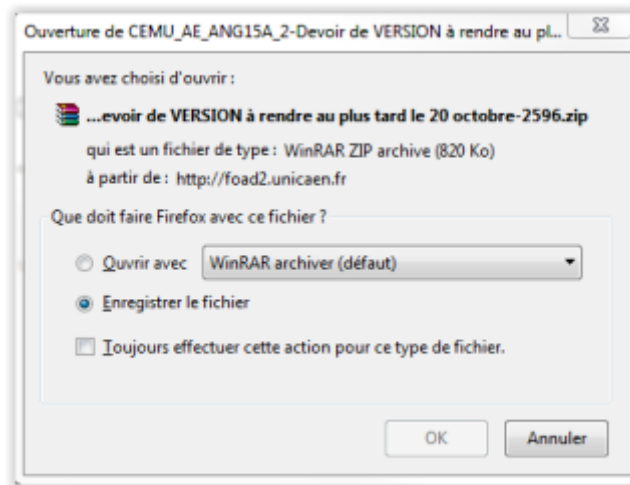 Ouverture de CEMU_AE_ANG15A_2-Devoir de VERSION à rendre au pl...
Vous avez choisi d'ouvrir :
...evoir de VERSION à rendre au plus tard le 20 octobre-2596.zip
qui est un fichier de type : WinRAR ZIP archive (820 Ko)
à partir de : http://foad2.unicaen.fr
Que doit faire Firefox avec ce fichier ?
Ouvrir avec WinRAR archiver (défaut)
Enregistrer le fichier
Toujours effectuer cette action pour ce type de fichier.
OK Annuler